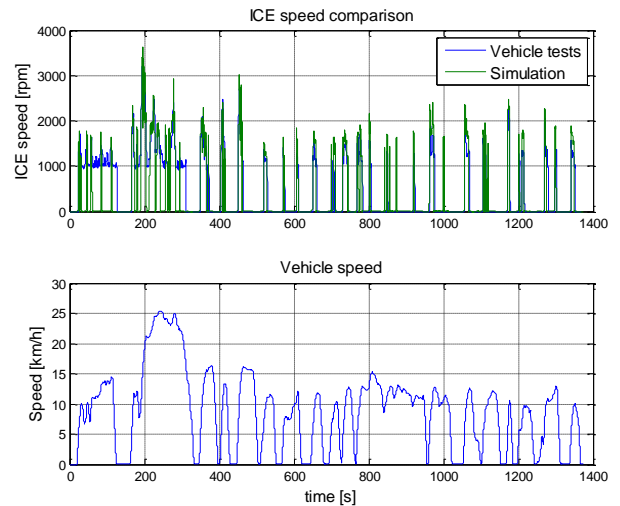 ICE speed comparison
4000
3000
2000
1000
0
ICE speed [rpm]
Vehicle tests
Simulation
0 200 400 600 800 1000 1200 1400
Vehicle speed
30
25
20
15
10
5
0
Speed [km/h]
0 200 400 600 800 1000 1200 1400
time [s]